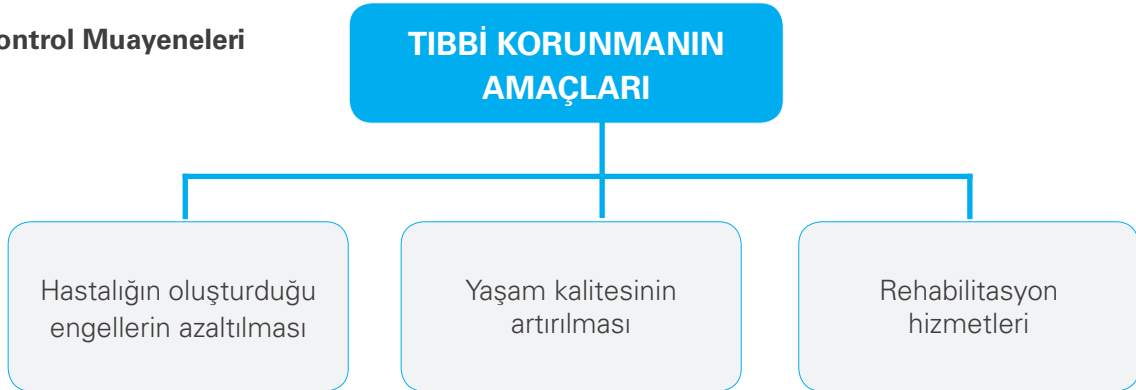 ontrol Muayeneleri
TIBBİ KORUNMANIN
AMAÇLARI
Hastalığın oluşturduğu
engellerin azaltılması
Yaşam kalitesinin
artırılması
Rehabilitasyon
hizmetleri